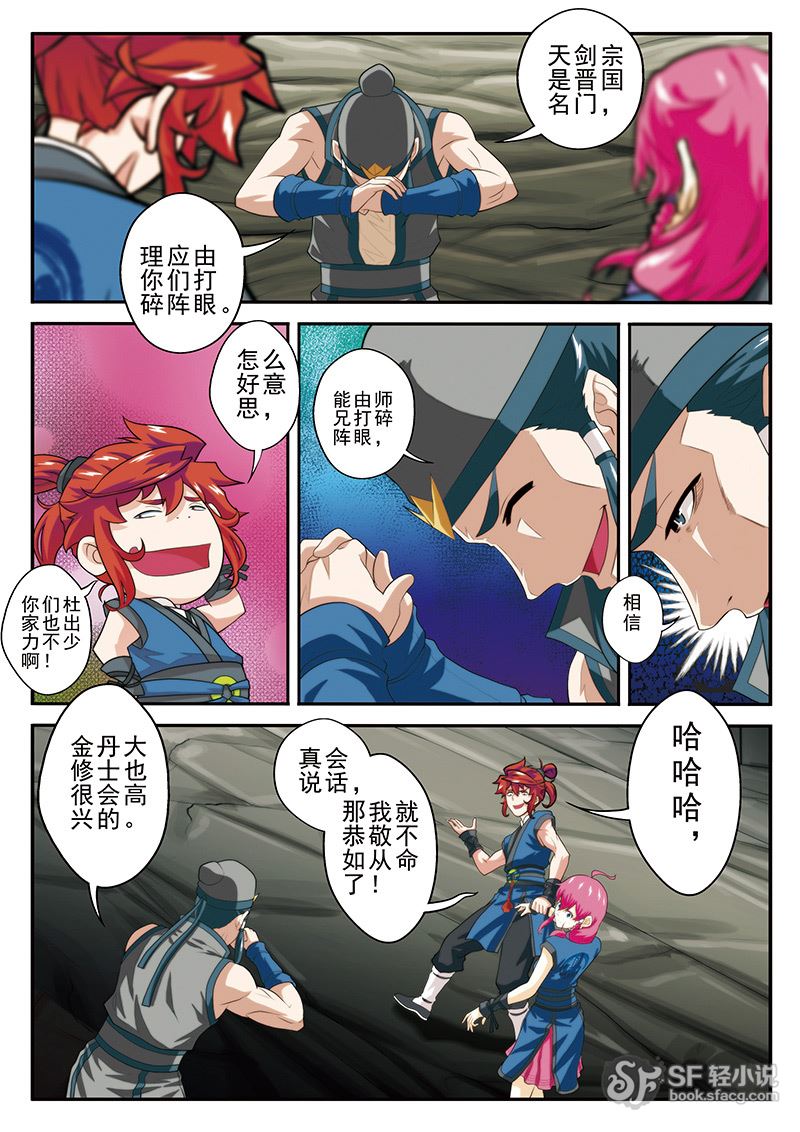 天剑宗
是晋国
名门，
理应由
你们打
碎阵眼。
怎么
好意
思，
你们杜
家也出
力不少
啊！
能由师
兄打碎
阵眼，
相信
金丹大
修士也
很会高
兴的。
哈哈哈，
真会
说话，
那我就
恭敬不
如从命
了！
SF 轻小说
book.sfacg.com